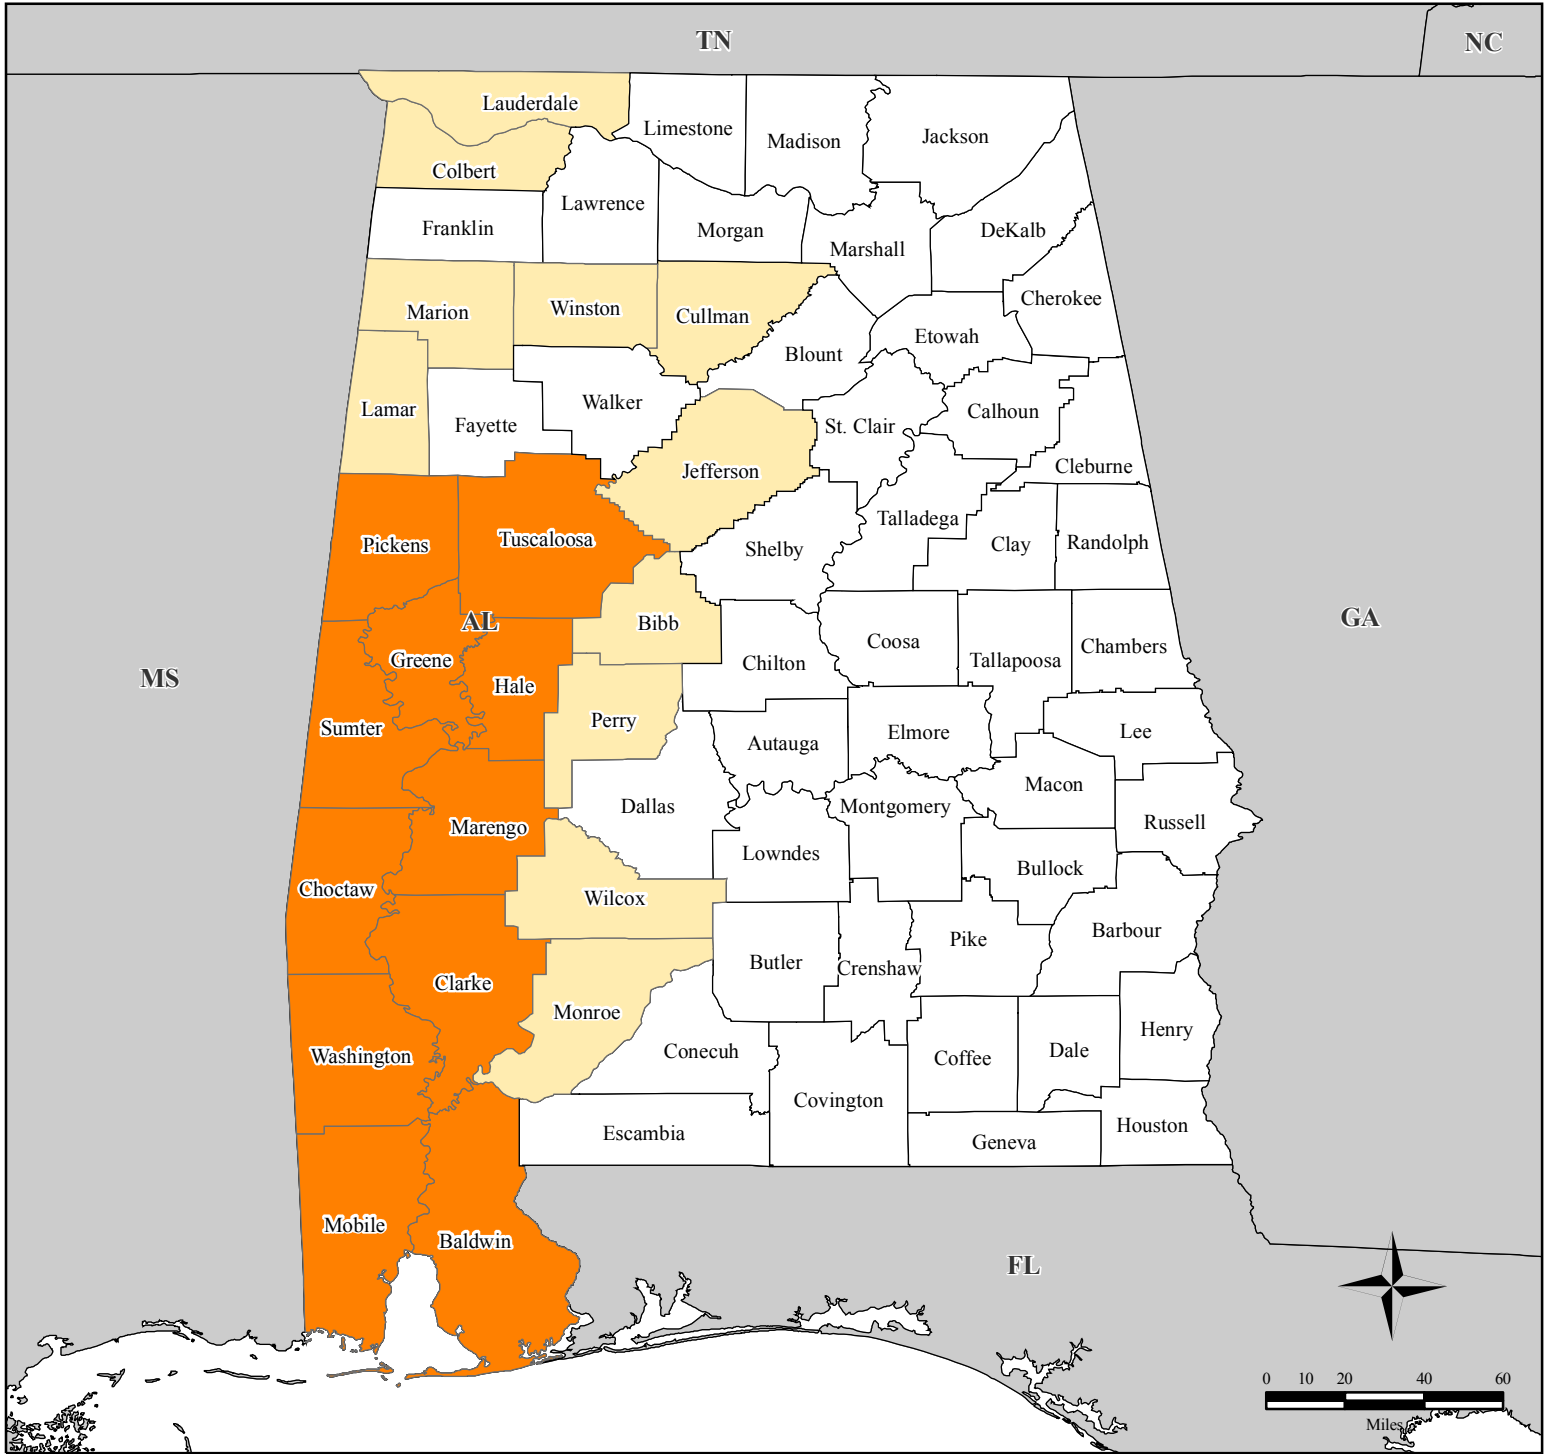 TN
NC
Lauderdale
Limestone
Madison
Jackson
Colbert
Lawrence
Franklin
Morgan
Marshall
DeKalb
Marion
Winston
Cullman
Cherokee
Etowah
Blount
Lamar
Fayette
Walker
St. Clair
Calhoun
Jefferson
Cleburne
Pickens
Tuscaloosa
Shelby
Talladega
Clay
Randolph
AL
Bibb
GA
MS
Greene
Hale
Chilton
Coosa
Tallapoosa
Chambers
Sumter
Perry
Autauga
Elmore
Lee
Marengo
Dallas
Montgomery
Macon
Russell
Lowndes
Bullock
Choctaw
Wilcox
Barbour
Clarke
Butler
Crenshaw
Pike
Monroe
Henry
Washington
Conecuh
Coffee
Dale
Covington
Escambia
Geneva
Houston
Mobile
Baldwin
FL
0 10 20 40 60
Miles